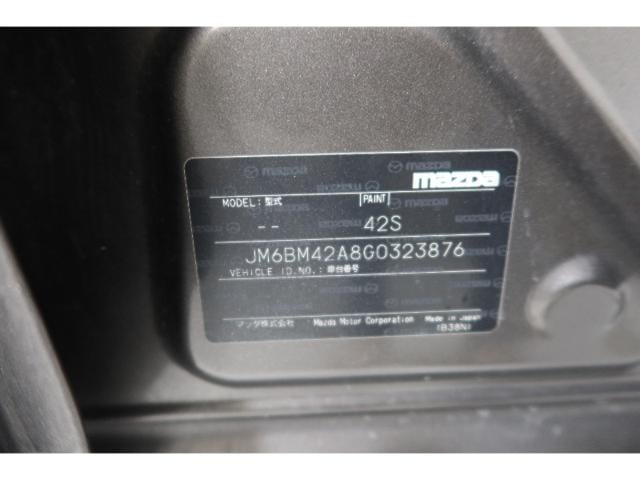 mazda
MODEL:型式 PAINT
-- 42S
JM6BM42A8G0323876
VEHICLE ID.NO.:車台番号
マツダ株式会社 Mazda Motor Corporation Made in Japan
(B38N)